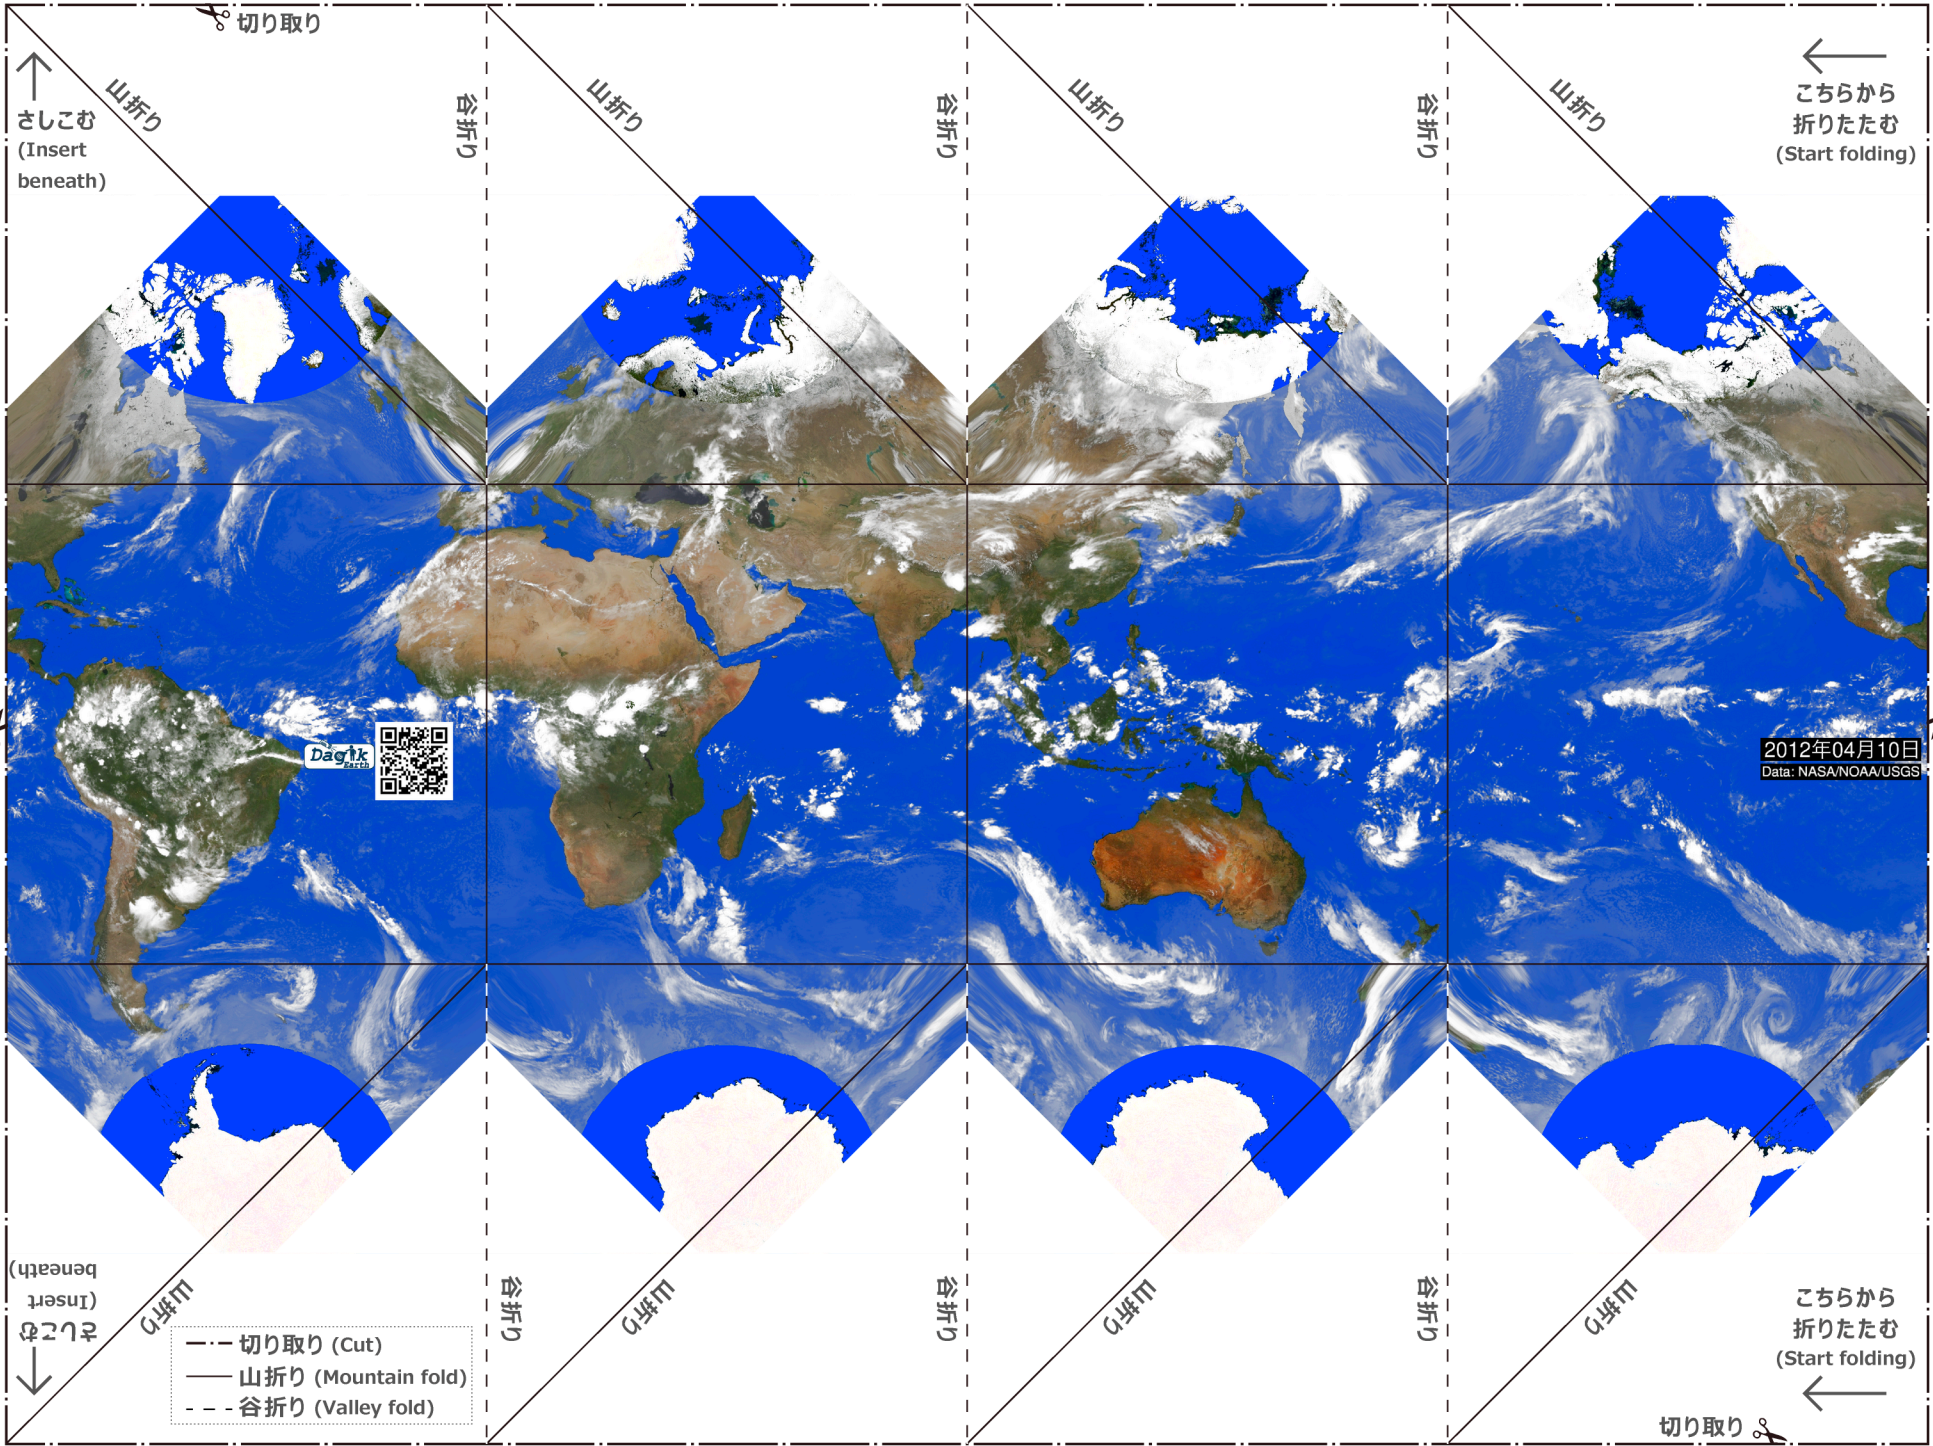 切り取り
山折り
山折り
山折り
山折り
谷折り
谷折り
谷折り
さしこむ
(Insert
beneath)
こちらから
折りたたむ
(Start folding)
Dagik
Earth
2012年04月10日
Data: NASA/NOAA/USGS
さしこむ
(Insert
beneath)
山折り
山折り
山折り
山折り
谷折り
谷折り
谷折り
切り取り (Cut)
山折り (Mountain fold)
谷折り (Valley fold)
こちらから
折りたたむ
(Start folding)
切り取り